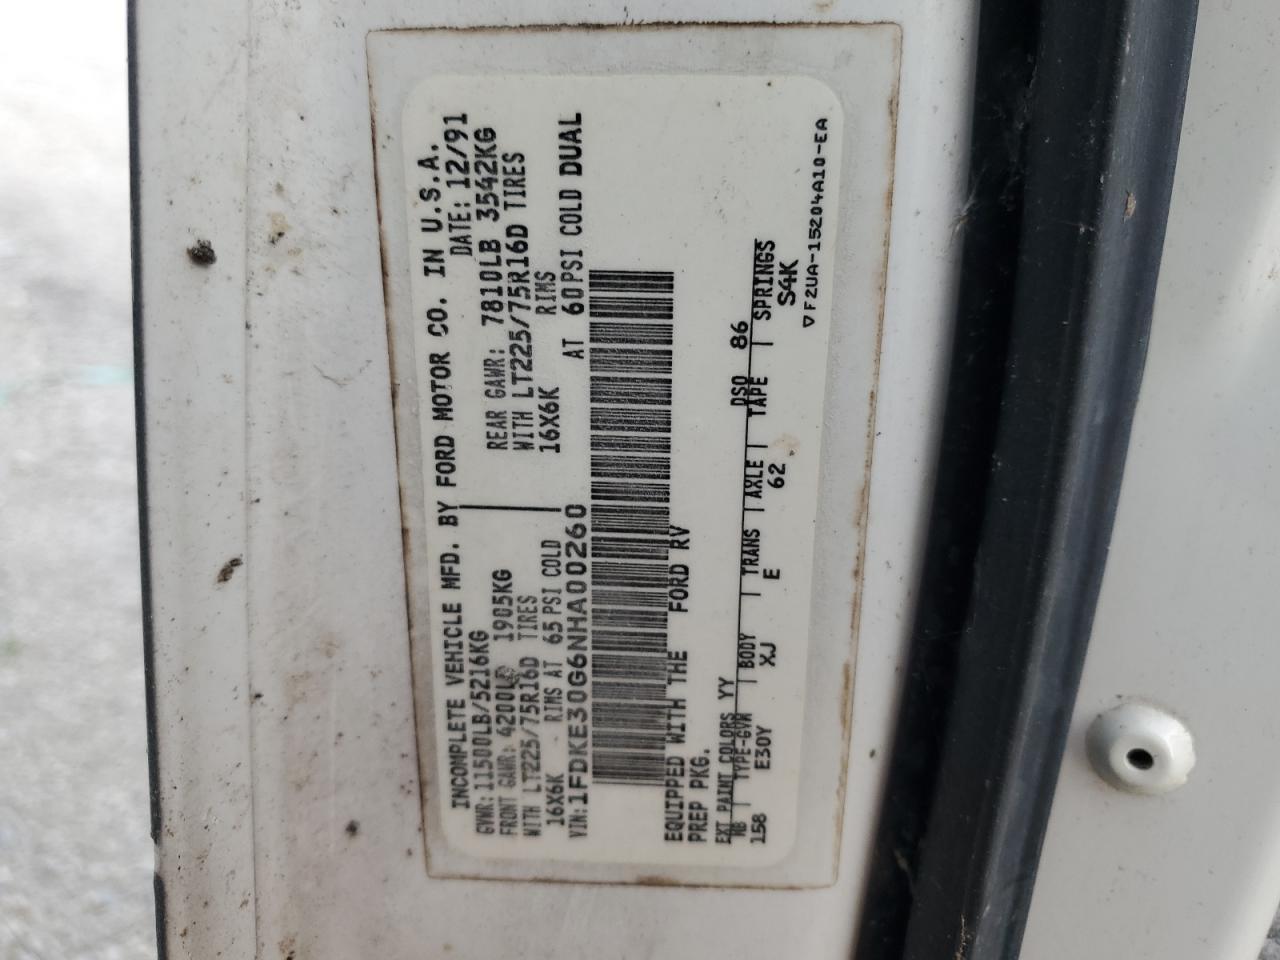 INCOMPLETE VEHICLE MFD. BY FORD MOTOR CO. IN U.S.A.
GVWR: 11500LB/5216KG DATE: 12/91
FRONT GAWR: 4200LB 1905KG REAR GAWR: 7810LB 3542KG
WITH LT225/75R16D TIRES WITH LT225/75R16D TIRES
16X6K RIMS AT 65 PSI COLD 16X6K RIMS
AT 60 PSI COLD DUAL
VIN: 1FDKE30G6NHA00260
EQUIPPED WITH THE FORD RV
PREP PKG.
EXT PAINT COLORS YY DSO 86
WB | TYPE-GVW | BODY | TRANS | AXLE | TAPE | SPRINGS
158 E30Y XJ E 62 S4K
▽ F2UA-15204A10-EA